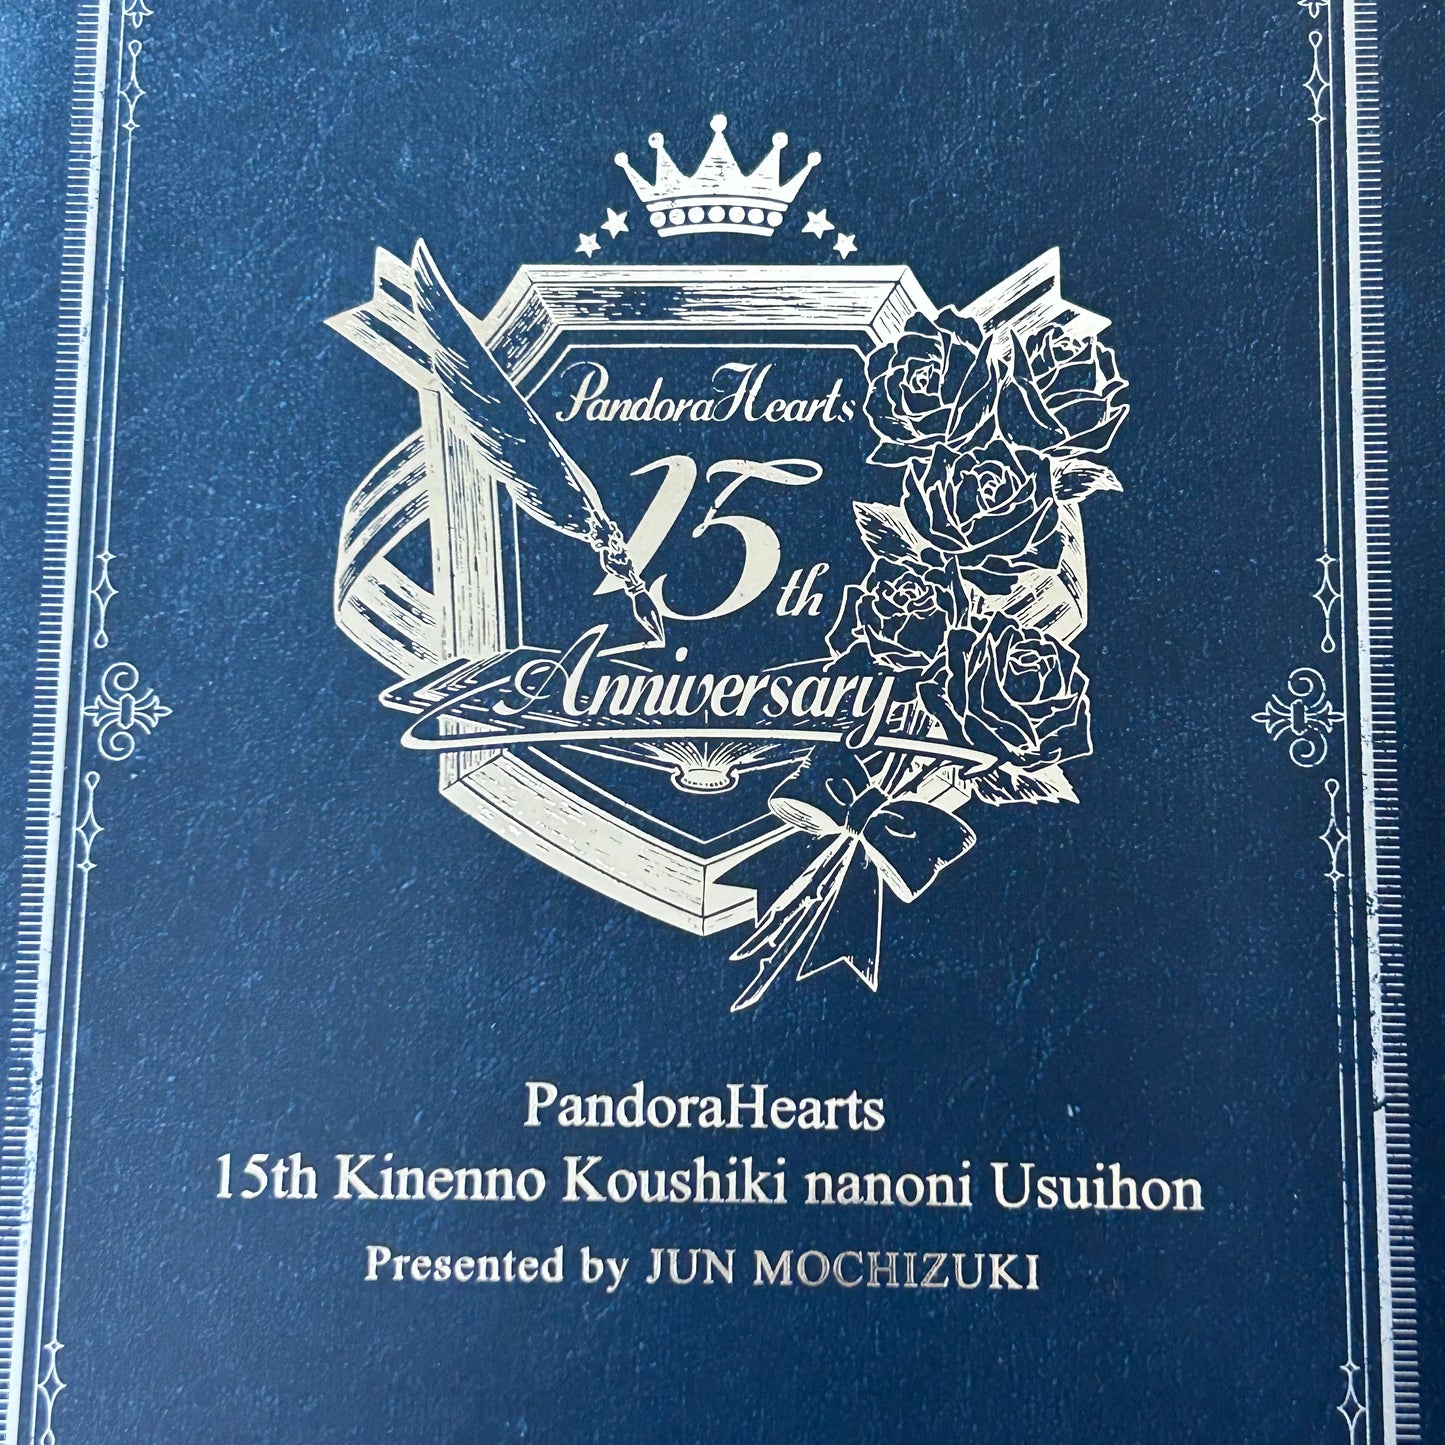 PandoraHearts
15th
Anniversary
PandoraHearts
15th Kinenno Koushiki nanoni Usuihon
Presented by JUN MOCHIZUKI